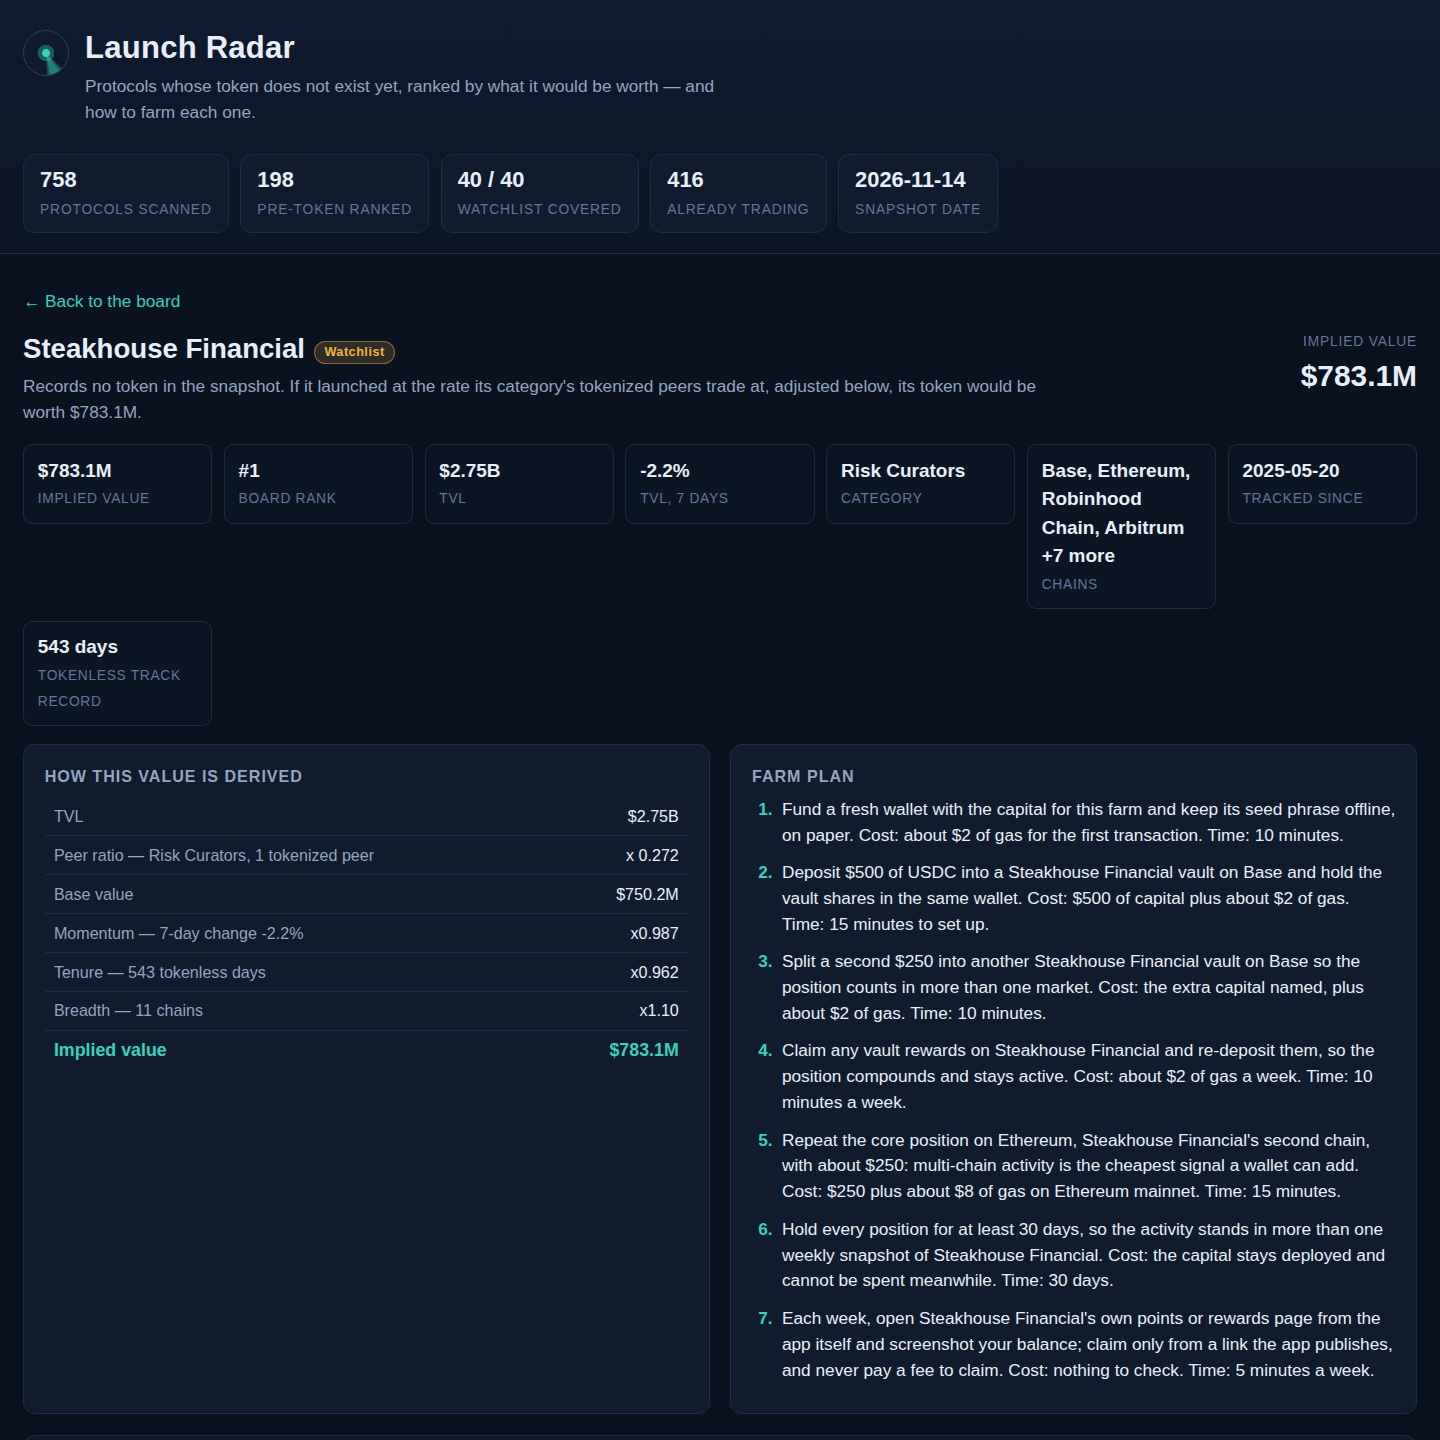 Launch Radar
Protocols whose token does not exist yet, ranked by what it would be worth — and
how to farm each one.
758
PROTOCOLS SCANNED
198
PRE-TOKEN RANKED
40 / 40
WATCHLIST COVERED
416
ALREADY TRADING
2026-11-14
SNAPSHOT DATE
← Back to the board
Steakhouse Financial Watchlist
Records no token in the snapshot. If it launched at the rate its category's tokenized peers trade at, adjusted below, its token would be
worth $783.1M.
IMPLIED VALUE
$783.1M
$783.1M
IMPLIED VALUE
#1
BOARD RANK
$2.75B
TVL
-2.2%
TVL, 7 DAYS
Risk Curators
CATEGORY
Base, Ethereum,
Robinhood
Chain, Arbitrum
+7 more
CHAINS
2025-05-20
TRACKED SINCE
543 days
TOKENLESS TRACK
RECORD
HOW THIS VALUE IS DERIVED
TVL $2.75B
Peer ratio — Risk Curators, 1 tokenized peer x 0.272
Base value $750.2M
Momentum — 7-day change -2.2% x0.987
Tenure — 543 tokenless days x0.962
Breadth — 11 chains x1.10
Implied value $783.1M
FARM PLAN
1. Fund a fresh wallet with the capital for this farm and keep its seed phrase offline,
on paper. Cost: about $2 of gas for the first transaction. Time: 10 minutes.
2. Deposit $500 of USDC into a Steakhouse Financial vault on Base and hold the
vault shares in the same wallet. Cost: $500 of capital plus about $2 of gas.
Time: 15 minutes to set up.
3. Split a second $250 into another Steakhouse Financial vault on Base so the
position counts in more than one market. Cost: the extra capital named, plus
about $2 of gas. Time: 10 minutes.
4. Claim any vault rewards on Steakhouse Financial and re-deposit them, so the
position compounds and stays active. Cost: about $2 of gas a week. Time: 10
minutes a week.
5. Repeat the core position on Ethereum, Steakhouse Financial's second chain,
with about $250: multi-chain activity is the cheapest signal a wallet can add.
Cost: $250 plus about $8 of gas on Ethereum mainnet. Time: 15 minutes.
6. Hold every position for at least 30 days, so the activity stands in more than one
weekly snapshot of Steakhouse Financial. Cost: the capital stays deployed and
cannot be spent meanwhile. Time: 30 days.
7. Each week, open Steakhouse Financial's own points or rewards page from the
app itself and screenshot your balance; claim only from a link the app publishes,
and never pay a fee to claim. Cost: nothing to check. Time: 5 minutes a week.